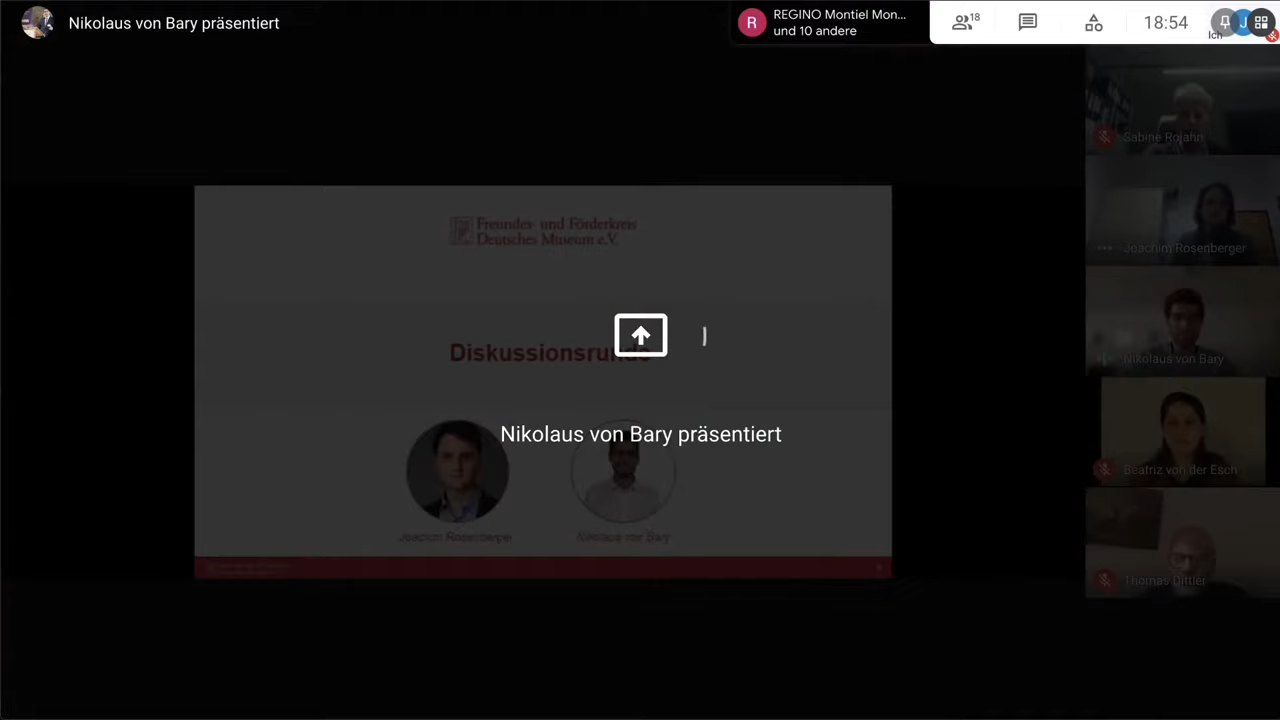 Nikolaus von Bary präsentiert
R
REGINO Montiel Mon...
und 10 andere
18
18:54
J
Ich
Sabine Rojahn
Freundes- und Förderkreis
Deutsches Museum e.V.
Joachim Rosenberger
Diskussionsrunde
Nikolaus von Bary
Nikolaus von Bary präsentiert
Beatriz von der Esch
Joachim Rosenberger
Nikolaus von Bary
Thomas Dittler